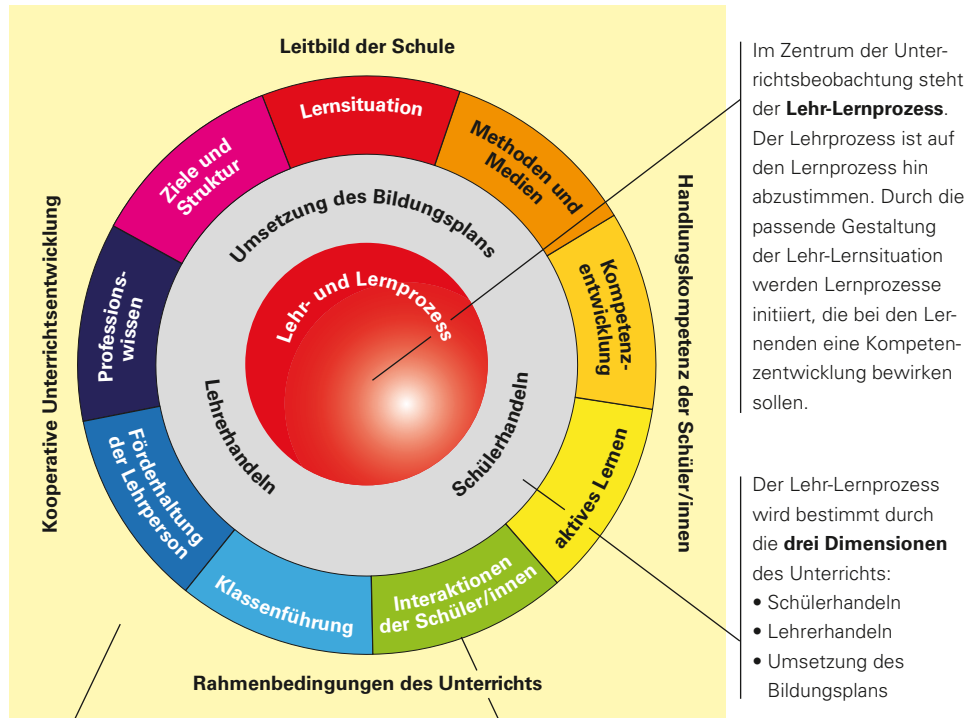 Leitbild der Schule
Lernsituation
Methoden und
Medien
Kompetenz-
entwicklung
aktives Lernen
Interaktionen
der Schüler/innen
Klassenführung
Förderhaltung
der Lehrperson
Professions-
wissen
Ziele und
Struktur
Umsetzung des Bildungsplans
Lehr- und Lernprozess
Lehrerhandeln
Schülerhandeln
Kooperative Unterrichtsentwicklung
Handlungskompetenz der Schüler/innen
Rahmenbedingungen des Unterrichts
Im Zentrum der Unter-
richtsbeobachtung steht
der Lehr-Lernprozess.
Der Lehrprozess ist auf
den Lernprozess hin
abzustimmen. Durch die
passende Gestaltung
der Lehr-Lernsituation
werden Lernprozesse
initiiert, die bei den Ler-
nenden eine Kompeten-
zentwicklung bewirken
sollen.
Der Lehr-Lernprozess
wird bestimmt durch
die drei Dimensionen
des Unterrichts:
• Schülerhandeln
• Lehrerhandeln
• Umsetzung des
Bildungsplans